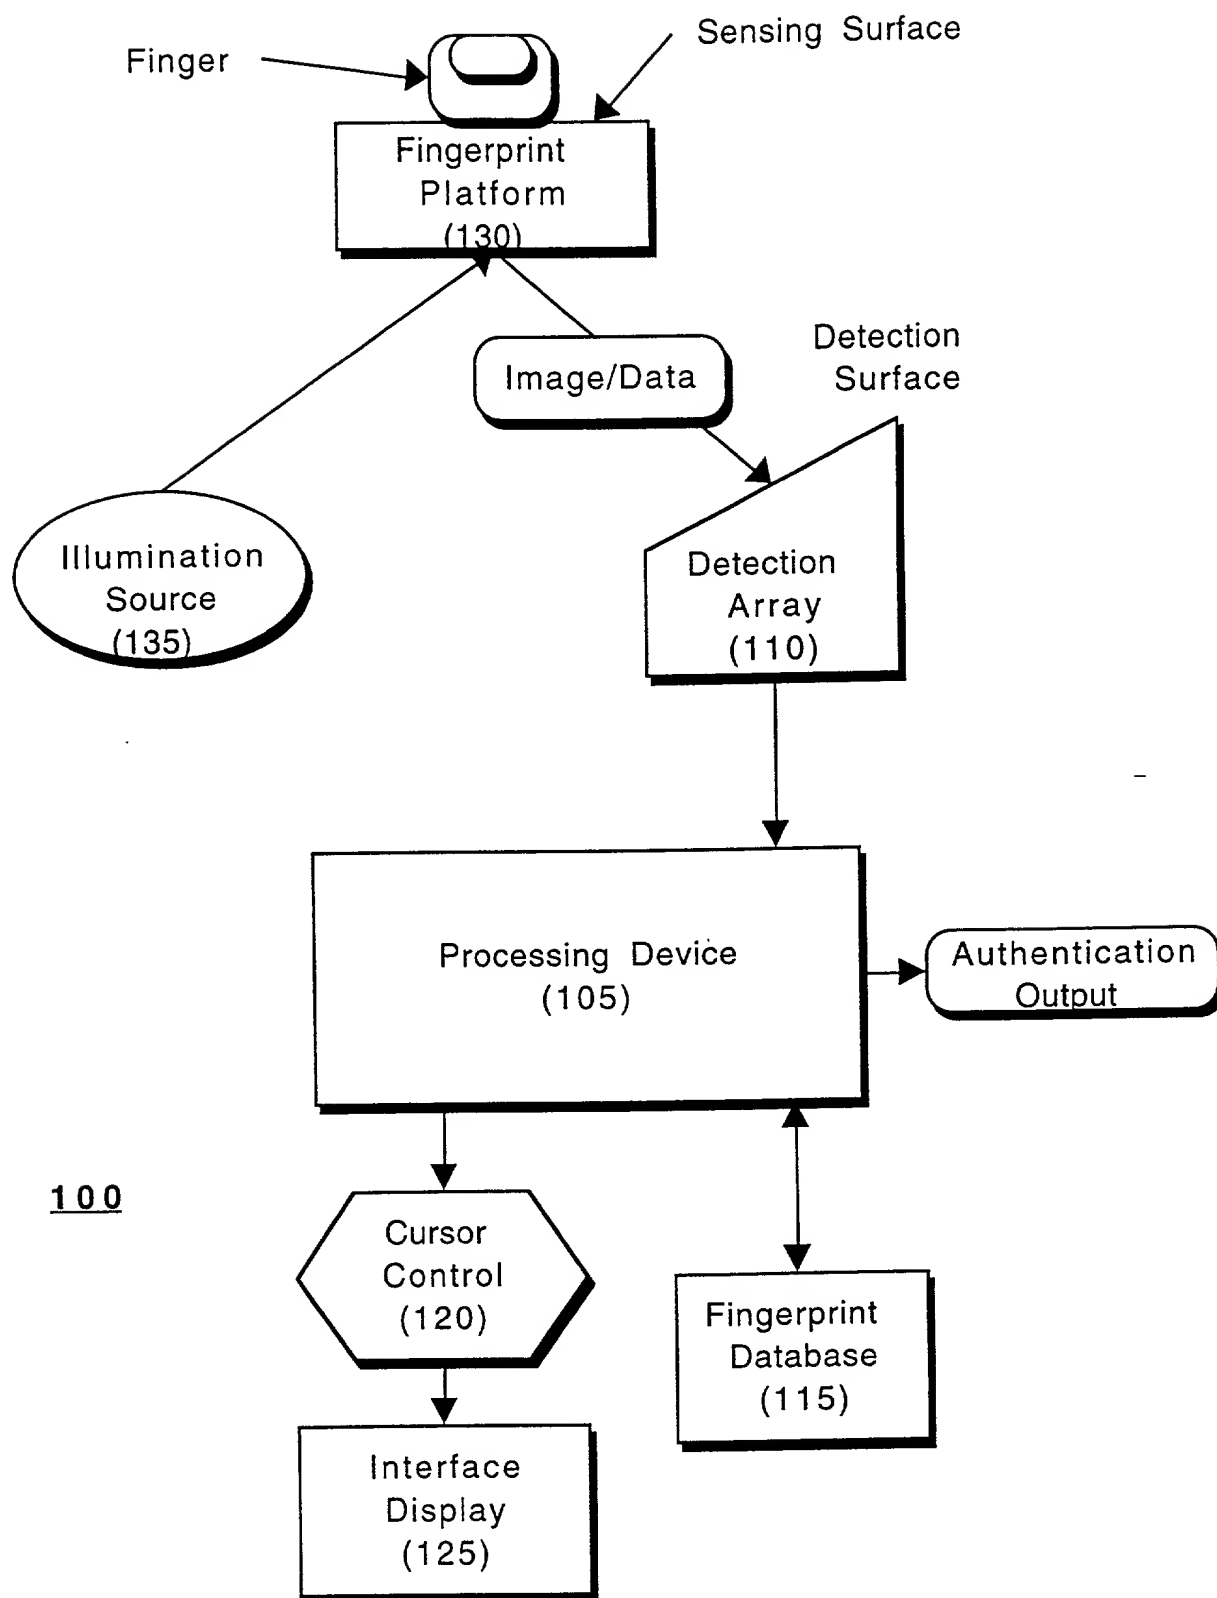 Sensing Surface
Finger
Fingerprint
Platform
(130)
Detection
Surface
Image/Data
Illumination
Source
(135)
Detection
Array
(110)
Processing Device
(105)
Authentication
Output
100
Cursor
Control
(120)
Fingerprint
Database
(115)
Interface
Display
(125)